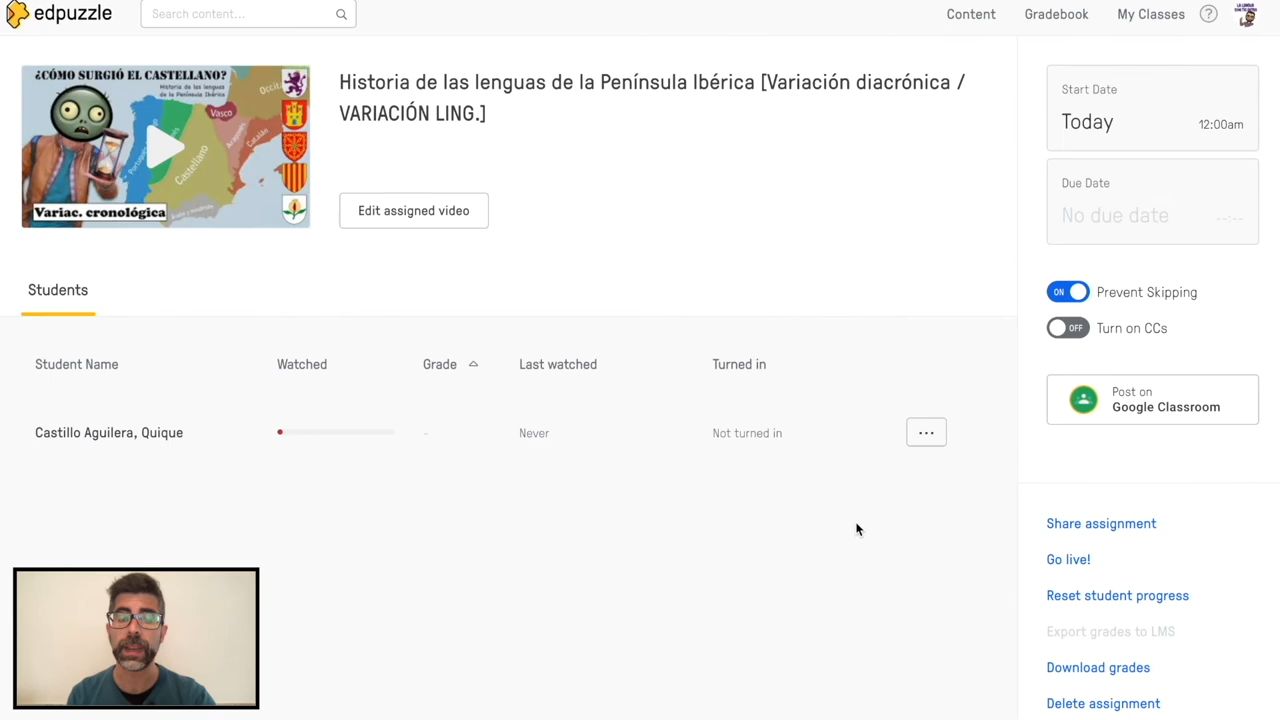 edpuzzle
Search content...
Content
Gradebook
My Classes
?
¿CÓMO SURGIÓ EL CASTELLANO?
Historia de las lenguas
de la Península Ibérica
Occit.
Vasco
Aragonés
Catalán
Castellano
Variac. cronológica
Historia de las lenguas de la Península Ibérica [Variación diacrónica /
VARIACIÓN LING.]
Edit assigned video
Start Date
Today
12:00am
Due Date
No due date
--:--
ON
Prevent Skipping
OFF
Turn on CCs
Post on
Google Classroom
Students
Student Name
Watched
Grade
Last watched
Turned in
Castillo Aguilera, Quique
-
Never
Not turned in
...
Share assignment
Go live!
Reset student progress
Export grades to LMS
Download grades
Delete assignment